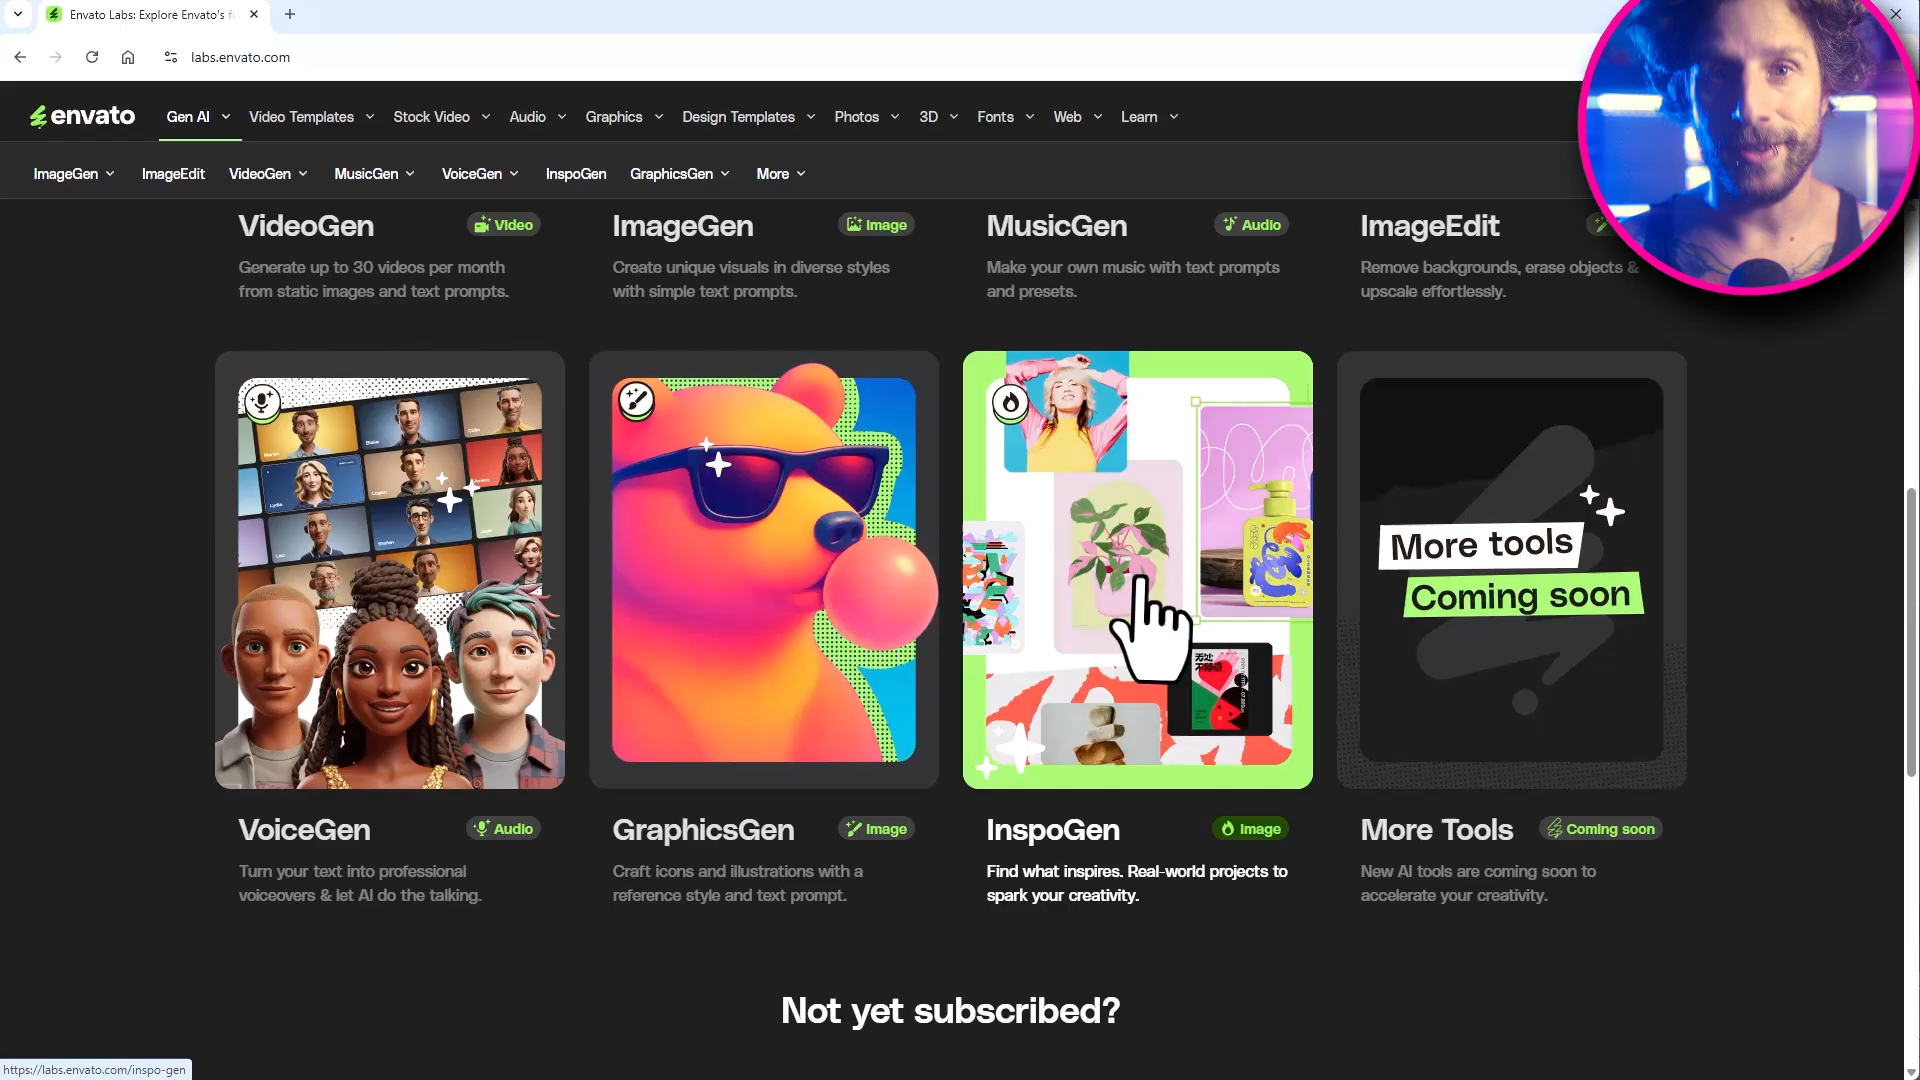 Envato Labs: Explore Envato's f
labs.envato.com
envato
Gen AI
Video Templates
Stock Video
Audio
Graphics
Design Templates
Photos
3D
Fonts
Web
Learn
ImageGen
ImageEdit
VideoGen
MusicGen
VoiceGen
InspoGen
GraphicsGen
More
VideoGen
Video
Generate up to 30 videos per month
from static images and text prompts.
ImageGen
Image
Create unique visuals in diverse styles
with simple text prompts.
MusicGen
Audio
Make your own music with text prompts
and presets.
ImageEdit
Remove backgrounds, erase objects &
upscale effortlessly.
More tools
Coming soon
VoiceGen
Audio
Turn your text into professional
voiceovers & let AI do the talking.
GraphicsGen
Image
Craft icons and illustrations with a
reference style and text prompt.
InspoGen
Image
Find what inspires. Real-world projects to
spark your creativity.
More Tools
Coming soon
New AI tools are coming soon to
accelerate your creativity.
Not yet subscribed?
https://labs.envato.com/inspo-gen